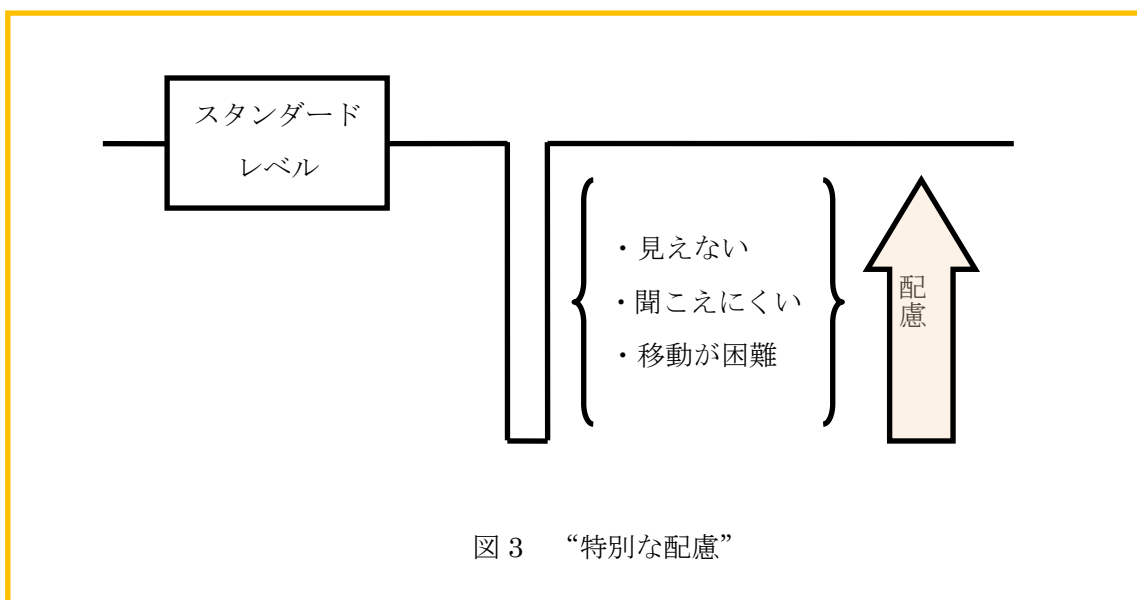 スタンダード
レベル
・見えない
・聞こえにくい
・移動が困難
配慮
図 3　“特別な配慮”